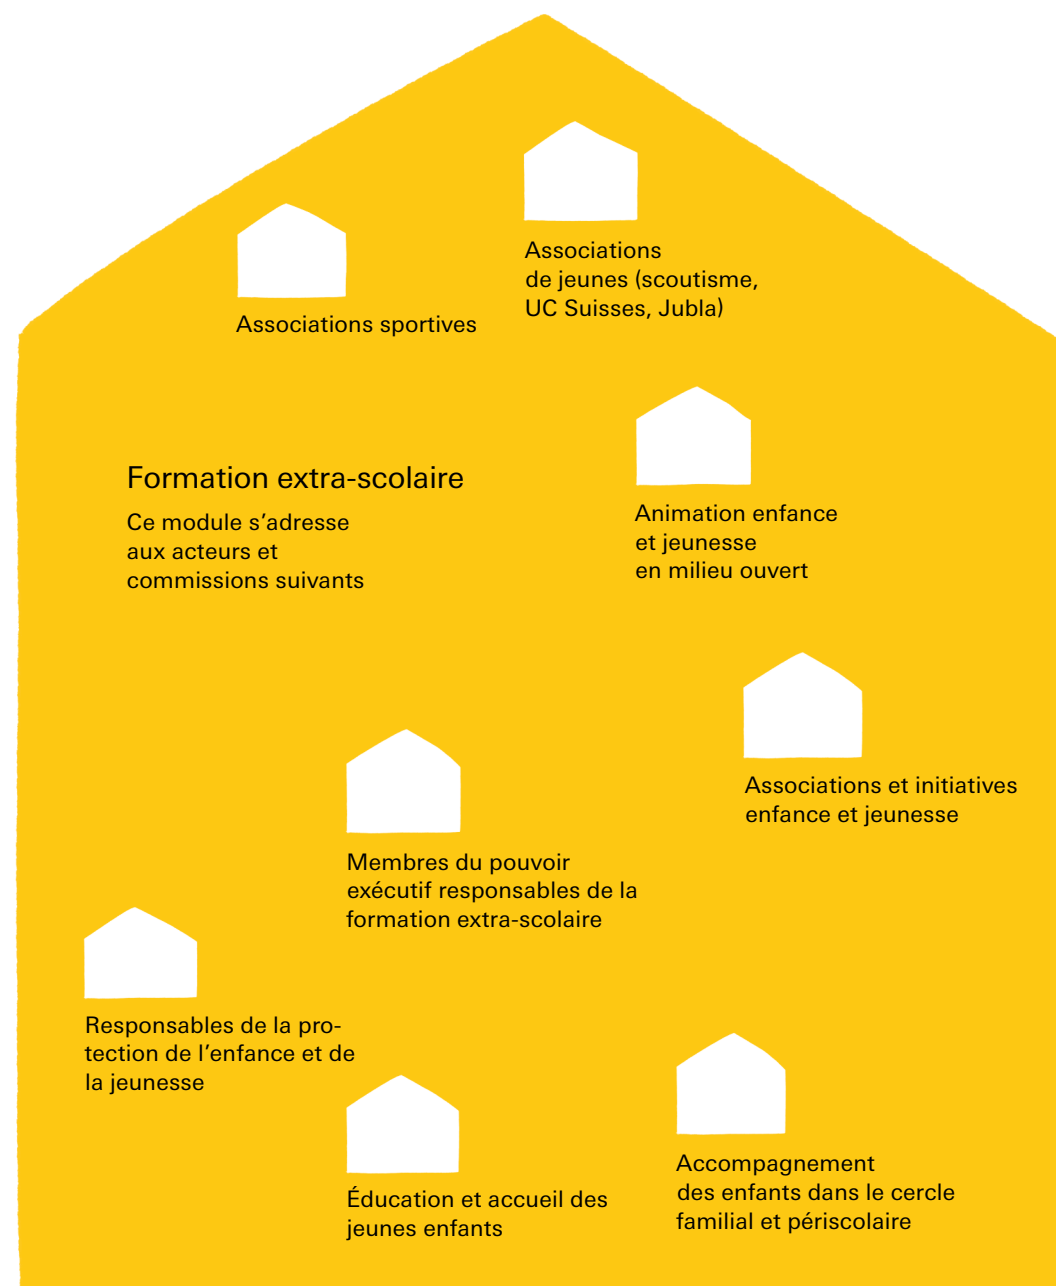 Associations
de jeunes (scoutisme,
UC Suisses, Jubla)
Associations sportives
Formation extra-scolaire
Ce module s’adresse
aux acteurs et
commissions suivants
Animation enfance
et jeunesse
en milieu ouvert
Associations et initiatives
enfance et jeunesse
Membres du pouvoir
exécutif responsables de la
formation extra-scolaire
Responsables de la pro-
tection de l’enfance et de
la jeunesse
Accompagnement
des enfants dans le cercle
familial et périscolaire
Éducation et accueil des
jeunes enfants